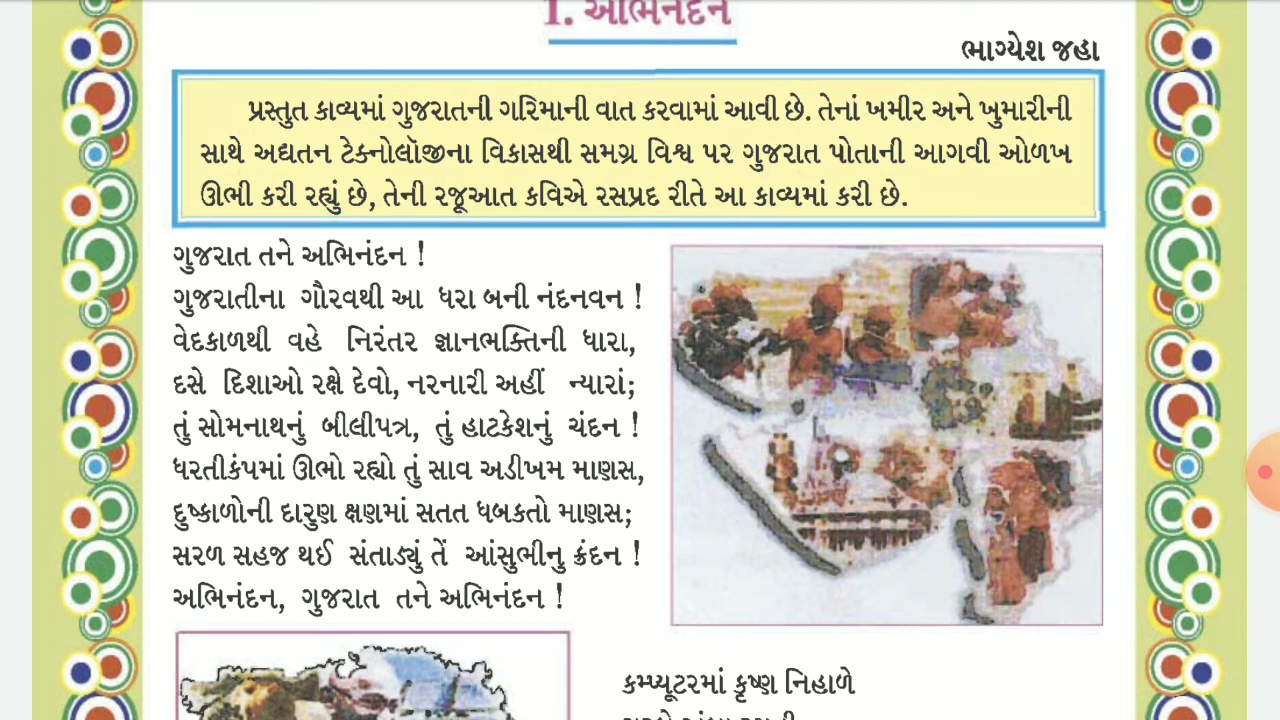 1. અભિનંદન
ભાગ્યેશ જહા
પ્રસ્તુત કાવ્યમાં ગુજરાતની ગરિમાની વાત કરવામાં આવી છે. તેનાં ખમીર અને ખુમારીની
સાથે અદ્યતન ટેક્નોલૉજીના વિકાસથી સમગ્ર વિશ્વ પર ગુજરાત પોતાની આગવી ઓળખ
ઊભી કરી રહ્યું છે, તેની રજૂઆત કવિએ રસપ્રદ રીતે આ કાવ્યમાં કરી છે.
ગુજરાત તને અભિનંદન !
ગુજરાતીના ગૌરવથી આ ધરા બની નંદનવન !
વેદકાળથી વહે નિરંતર જ્ઞાનભક્તિની ધારા,
દસે દિશાઓ રક્ષે દેવો, નરનારી અહીં ન્યારાં;
તું સોમનાથનું બીલીપત્ર, તું હાટકેશનું ચંદન !
ધરતીકંપમાં ઊભો રહ્યો તું સાવ અડીખમ માણસ,
દુષ્કાળોની દારુણ ક્ષણમાં સતત ધબકતો માણસ;
સરળ સહજ થઈ સંતાડ્યું તેં આંસુભીનુ ક્રંદન !
અભિનંદન, ગુજરાત તને અભિનંદન !
કમ્પ્યૂટરમાં કૃષ્ણ નિહાળે